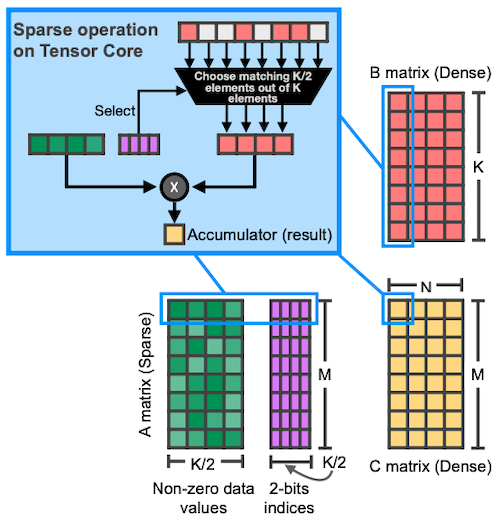 Sparse operation
on Tensor Core
Choose matching K/2
elements out of K
elements
Select
X
Accumulator (result)
B matrix (Dense)
K
N
A matrix (Sparse)
M
M
K/2
K/2
Non-zero data
values
2-bits
indices
C matrix (Dense)